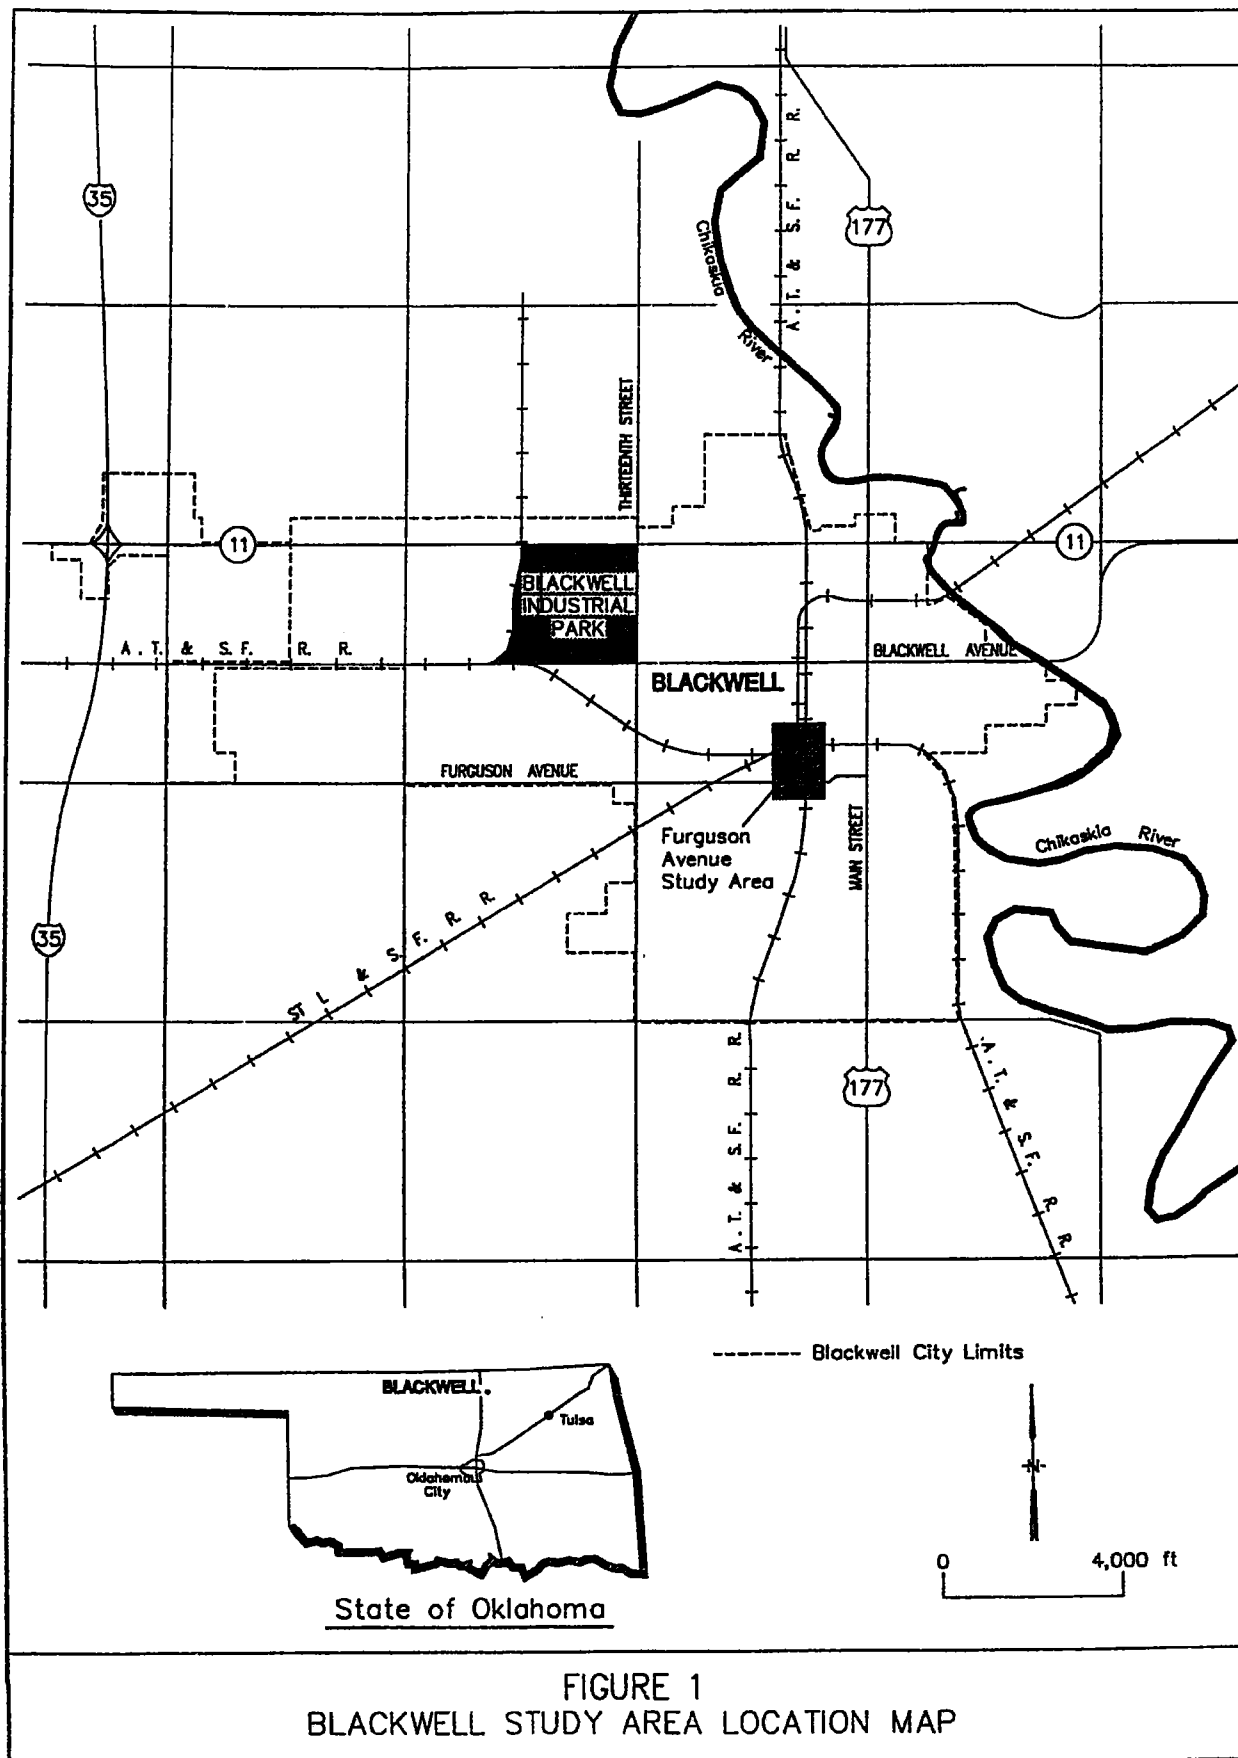 35
177
Chikaskia
River
A. T. & S.F. R. R.
THIRTEENTH STREET
11
11
BLACKWELL
INDUSTRIAL
PARK
A. T. & S.F. R. R.
BLACKWELL AVENUE
BLACKWELL
FURGUSON AVENUE
Furguson
Avenue
Study Area
MAIN STREET
Chikaskia River
35
ST L & S.F. R. R.
A.T. & S.F. R. R.
177
A. T. & S.F. R. R.
Blackwell City Limits
BLACKWELL
Tulsa
Oklahoma
City
N
0 4,000 ft
State of Oklahoma
FIGURE 1
BLACKWELL STUDY AREA LOCATION MAP